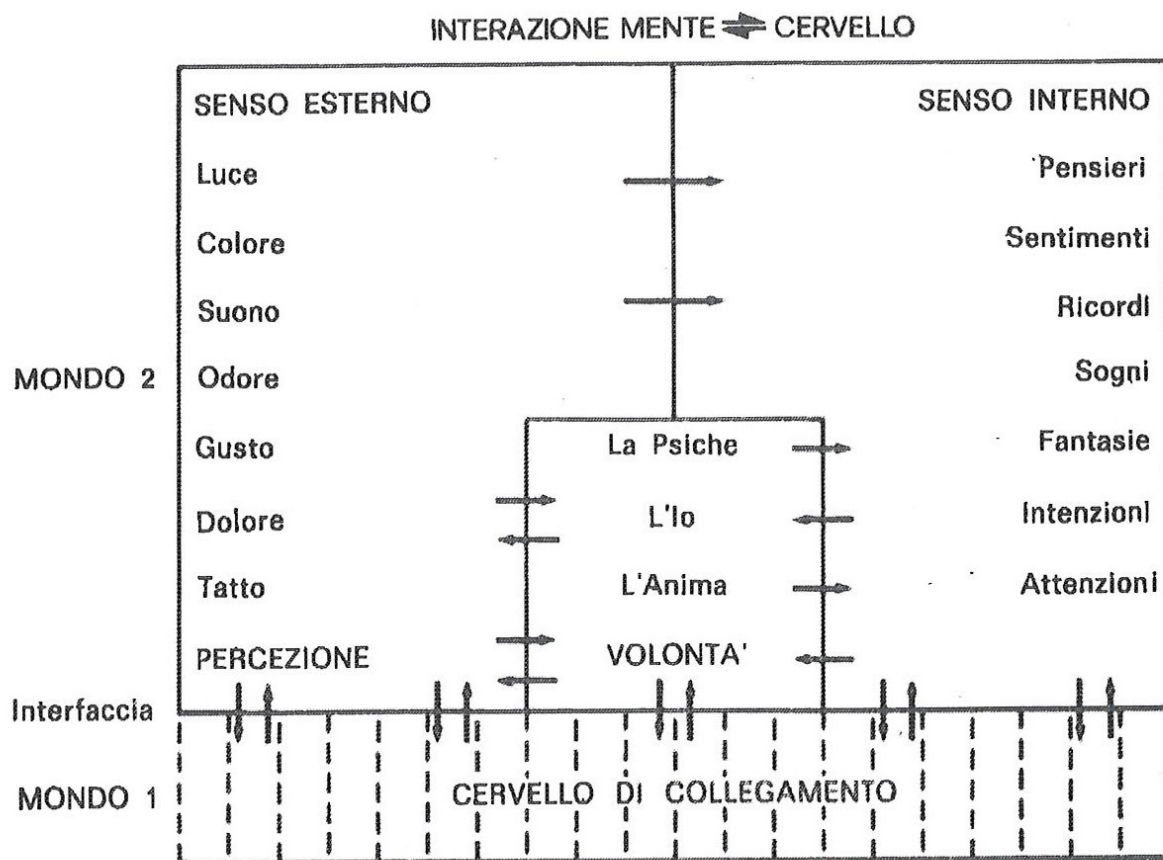 INTERAZIONE MENTE ⇌ CERVELLO
SENSO ESTERNO
SENSO INTERNO
Luce
Pensieri
Colore
Sentimenti
Suono
Ricordi
MONDO 2
Odore
Sogni
Gusto
La Psiche
Fantasie
Dolore
L'Io
Intenzioni
Tatto
L'Anima
Attenzioni
PERCEZIONE
VOLONTA'
Interfaccia
MONDO 1
CERVELLO DI COLLEGAMENTO